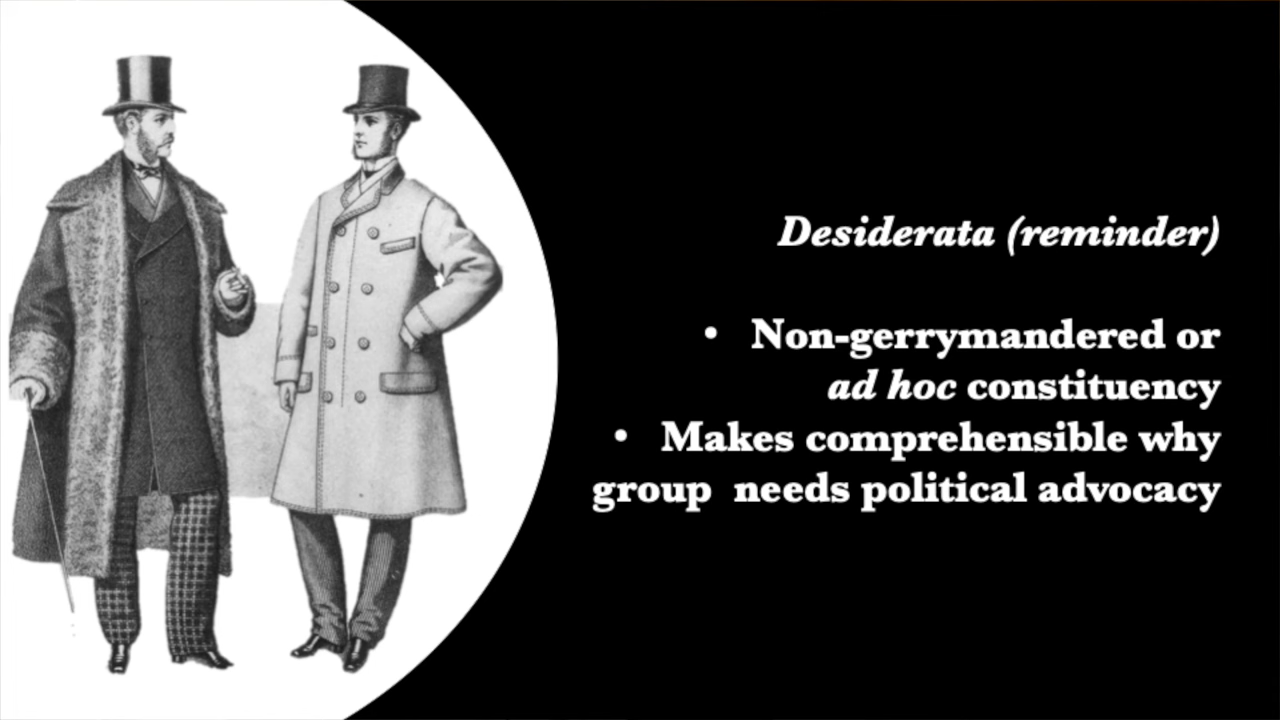 Desiderata (reminder)
• Non-gerrymandered or
ad hoc constituency
• Makes comprehensible why
group needs political advocacy